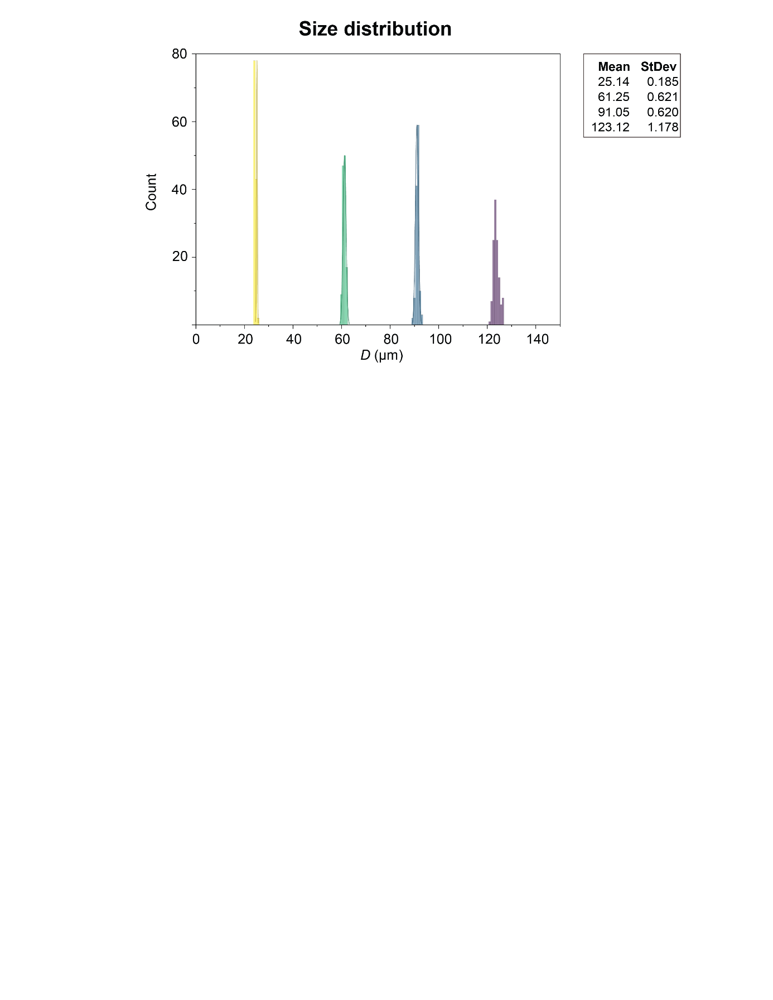 Size distribution
80
60
40
20
Count
0 20 40 60 80 100 120 140
D (µm)
Mean StDev
25.14 0.185
61.25 0.621
91.05 0.620
123.12 1.178